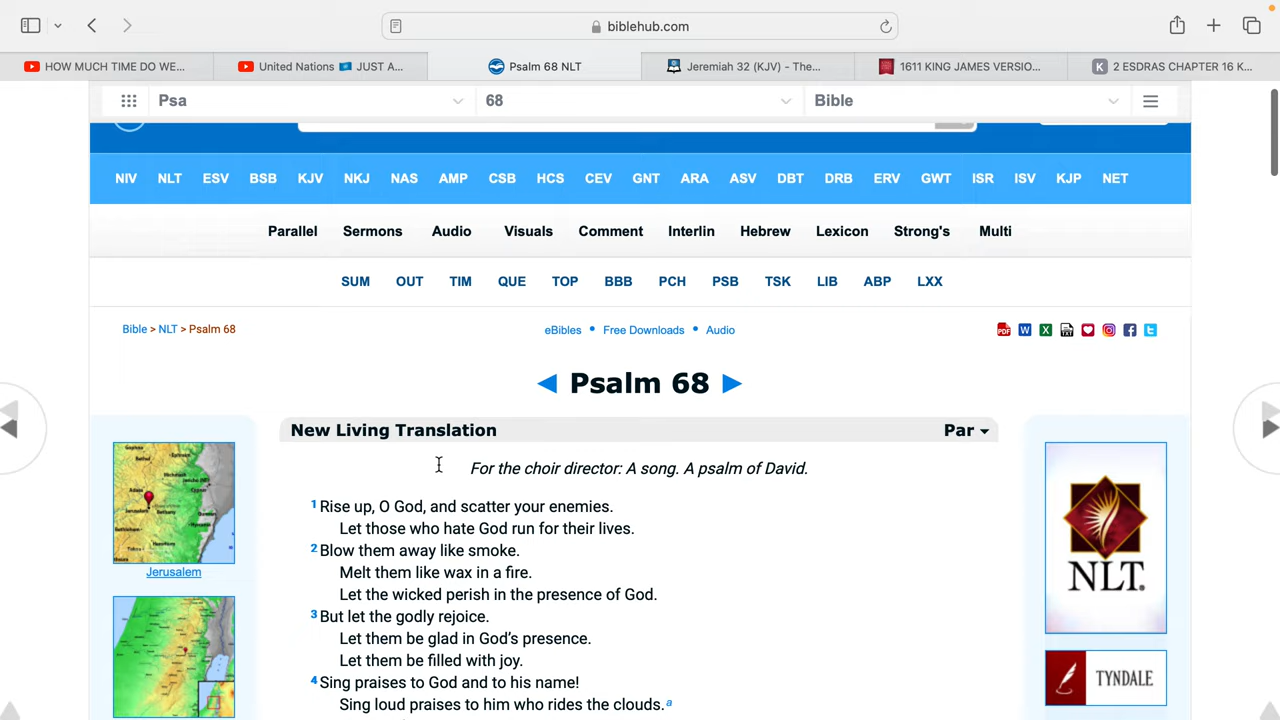 biblehub.com
HOW MUCH TIME DO WE...
United Nations 🇺🇳 JUST A...
Psalm 68 NLT
Jeremiah 32 (KJV) - The...
1611 KING JAMES VERSIO...
K 2 ESDRAS CHAPTER 16 K...
Psa 68 Bible
NIV NLT ESV BSB KJV NKJ NAS AMP CSB HCS CEV GNT ARA ASV DBT DRB ERV GWT ISR ISV KJP NET
Parallel Sermons Audio Visuals Comment Interlin Hebrew Lexicon Strong's Multi
SUM OUT TIM QUE TOP BBB PCH PSB TSK LIB ABP LXX
Bible > NLT > Psalm 68
eBibles • Free Downloads • Audio
PDF W X TXT
◄ Psalm 68 ►
New Living Translation Par
For the choir director: A song. A psalm of David.
1 Rise up, O God, and scatter your enemies.
Let those who hate God run for their lives.
2 Blow them away like smoke.
Melt them like wax in a fire.
Let the wicked perish in the presence of God.
3 But let the godly rejoice.
Let them be glad in God’s presence.
Let them be filled with joy.
4 Sing praises to God and to his name!
Sing loud praises to him who rides the clouds.a
Jerusalem
NLT.
TYNDALE